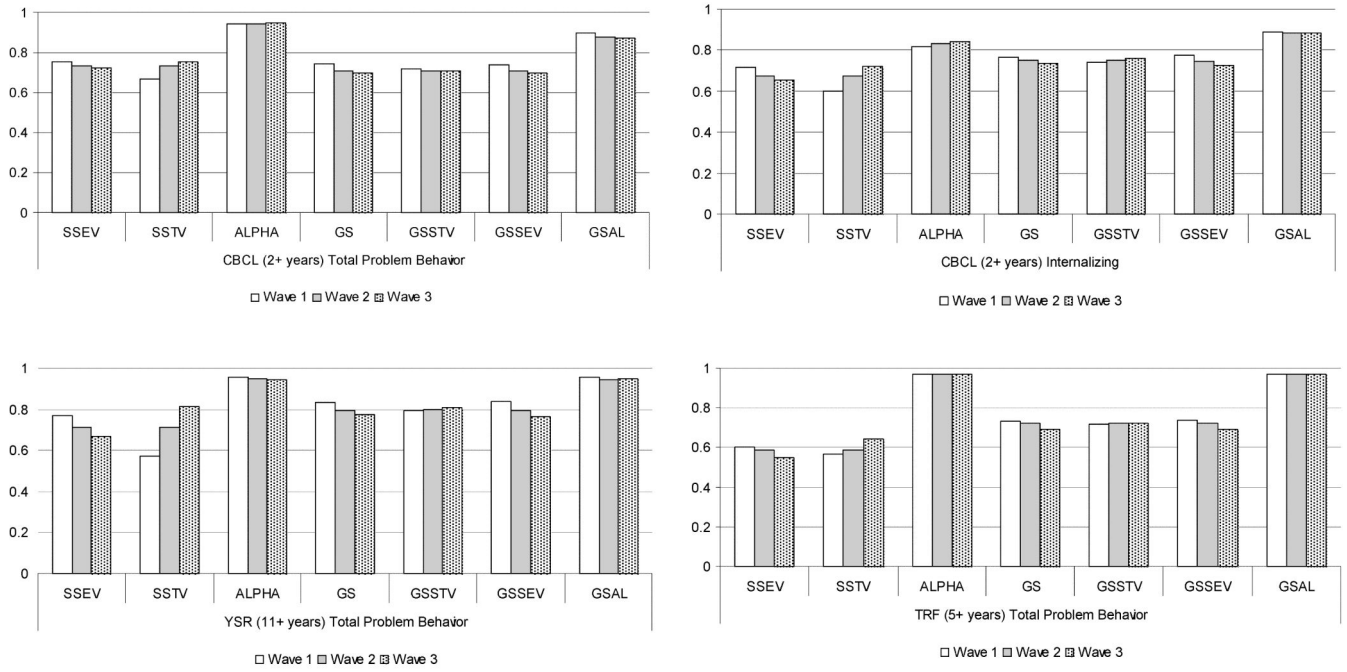 1
0.8
0.6
0.4
0.2
0
SSEV SSTV ALPHA GS GSSTV GSSEV GSAL
CBCL (2+ years) Total Problem Behavior
Wave 1 Wave 2 Wave 3
1
0.8
0.6
0.4
0.2
0
SSEV SSTV ALPHA GS GSSTV GSSEV GSAL
CBCL (2+ years) Internalizing
Wave 1 Wave 2 Wave 3
1
0.8
0.6
0.4
0.2
0
SSEV SSTV ALPHA GS GSSTV GSSEV GSAL
YSR (11+ years) Total Problem Behavior
Wave 1 Wave 2 Wave 3
1
0.8
0.6
0.4
0.2
0
SSEV SSTV ALPHA GS GSSTV GSSEV GSAL
TRF (5+ years) Total Problem Behavior
Wave 1 Wave 2 Wave 3